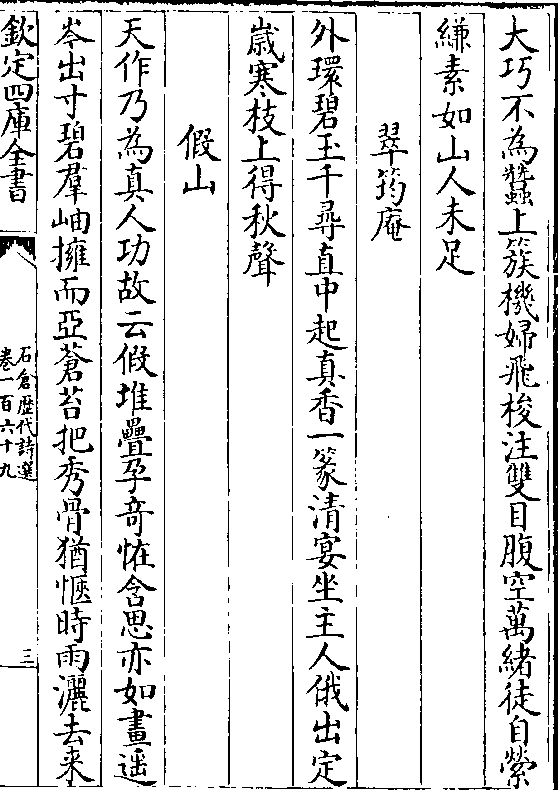 大巧不為蠶上簇機婦飛梭注雙目腹空萬緒徒自縈
縑素如山人未足
翠筠庵
外環碧玉千尋直中起真香一篆清宴坐主人俄出定
歳寒枝上得秋聲
假山
天作乃為真人功故云假堆疊孕奇恠含思亦如畫遥
岑出寸碧羣岫擁而亞蒼苔把秀骨猶愜時雨灑去来
欽定四庫全書
石倉歴代詩選
卷一百六十九
三